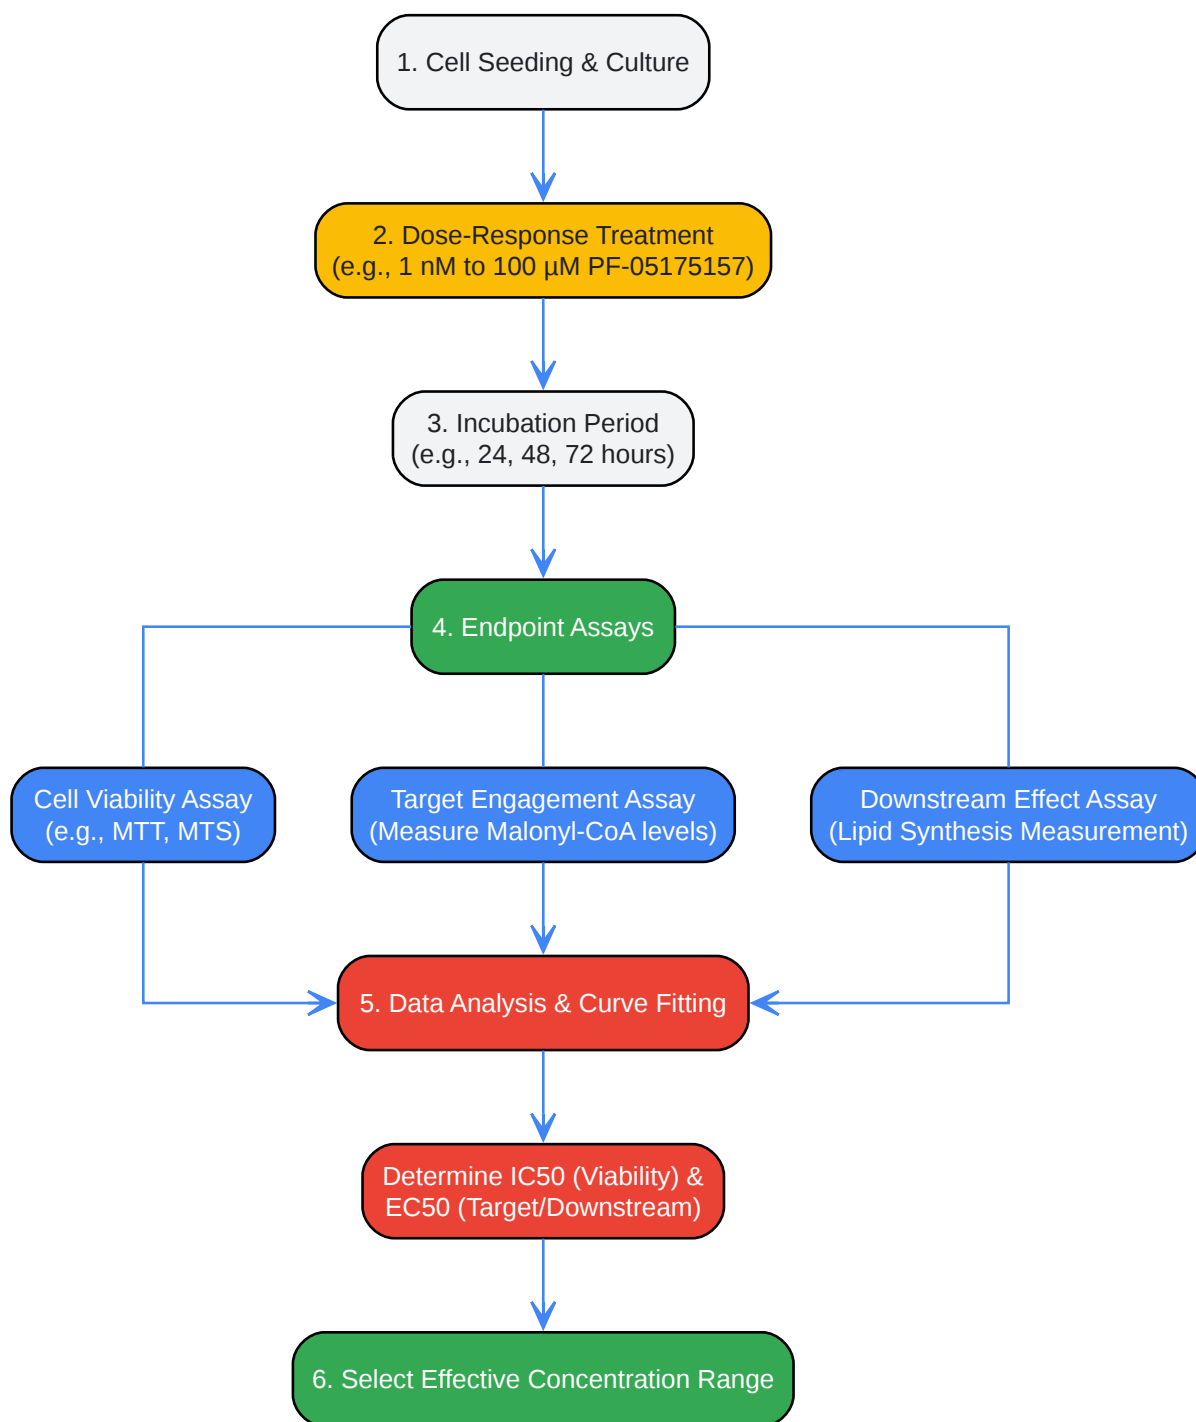 1. Cell Seeding & Culture
2. Dose-Response Treatment
(e.g., 1 nM to 100 µM PF-05175157)
3. Incubation Period
(e.g., 24, 48, 72 hours)
4. Endpoint Assays
Cell Viability Assay
(e.g., MTT, MTS)
Target Engagement Assay
(Measure Malonyl-CoA levels)
Downstream Effect Assay
(Lipid Synthesis Measurement)
5. Data Analysis & Curve Fitting
Determine IC50 (Viability) &
EC50 (Target/Downstream)
6. Select Effective Concentration Range